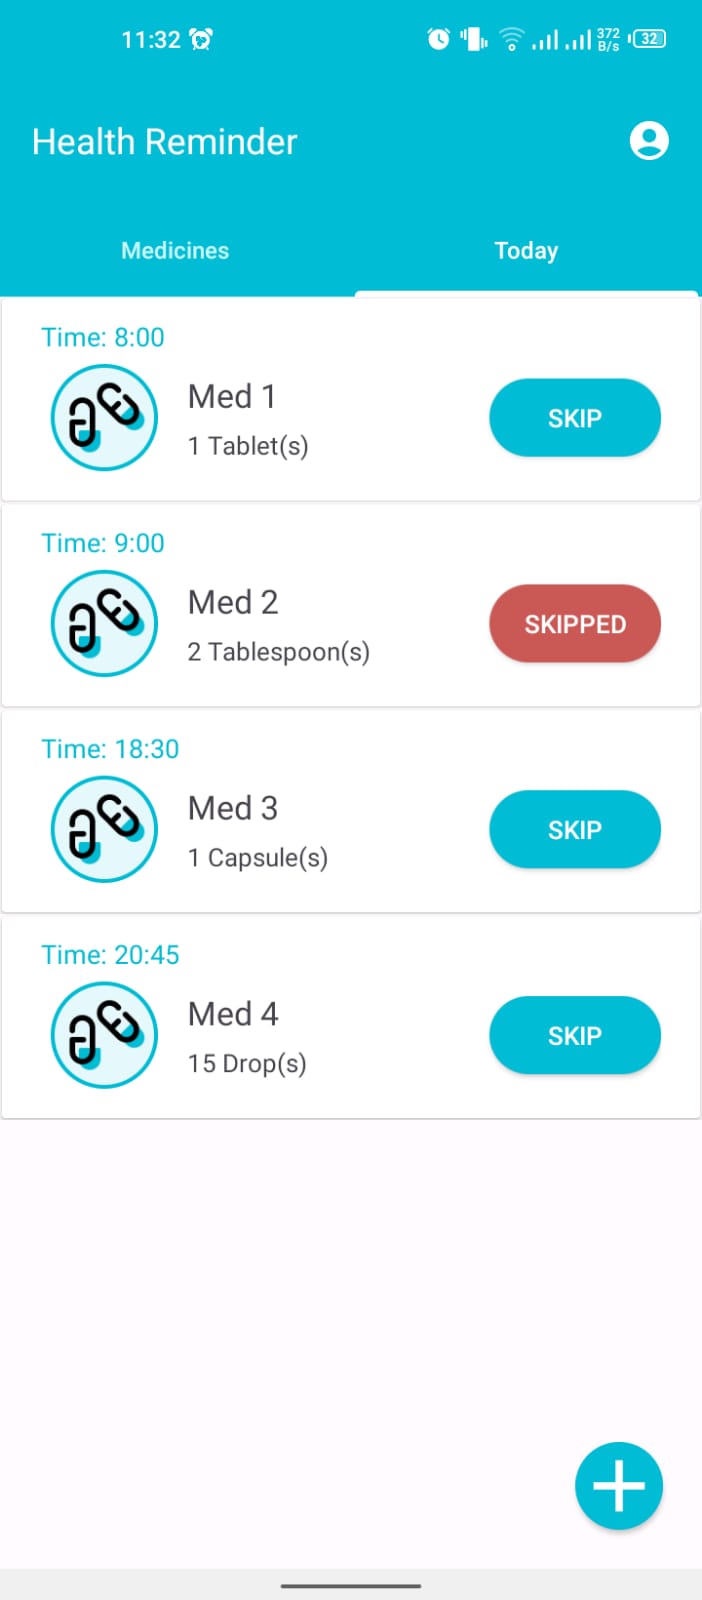 11:32
372
B/s
32
Health Reminder
Medicines Today
Time: 8:00
Med 1
1 Tablet(s)
SKIP
Time: 9:00
Med 2
2 Tablespoon(s)
SKIPPED
Time: 18:30
Med 3
1 Capsule(s)
SKIP
Time: 20:45
Med 4
15 Drop(s)
SKIP